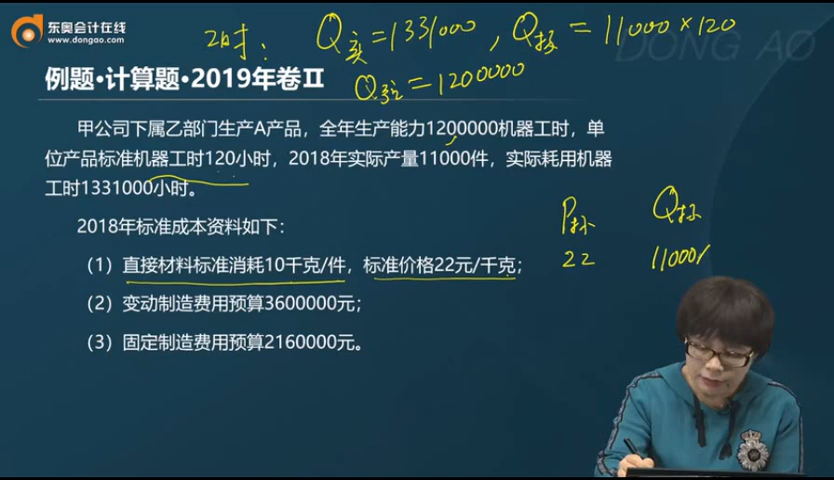 东奥会计在线
www.dongao.com
2时: Q实=1331000, Q标=11000×120
Q预=1200000
DONG AO
例题·计算题·2019年卷Ⅱ
甲公司下属乙部门生产A产品，全年生产能力1200000机器工时，单
位产品标准机器工时120小时，2018年实际产量11000件，实际耗用机器
工时1331000小时。
2018年标准成本资料如下：
P标 Q标
（1）直接材料标准消耗10千克/件，标准价格22元/千克；
22 11000
（2）变动制造费用预算3600000元；
（3）固定制造费用预算2160000元。